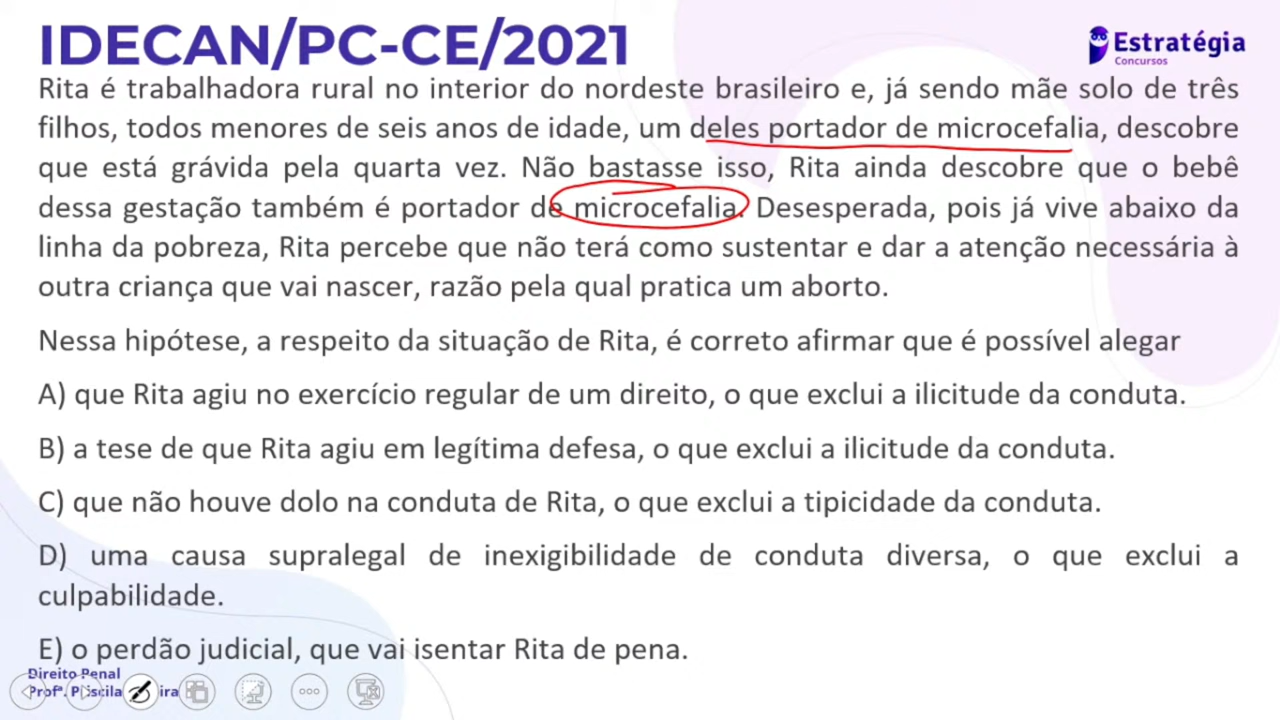 IDECAN/PC-CE/2021
Estratégia
Concursos
Rita é trabalhadora rural no interior do nordeste brasileiro e, já sendo mãe solo de três
filhos, todos menores de seis anos de idade, um deles portador de microcefalia, descobre
que está grávida pela quarta vez. Não bastasse isso, Rita ainda descobre que o bebê
dessa gestação também é portador de microcefalia. Desesperada, pois já vive abaixo da
linha da pobreza, Rita percebe que não terá como sustentar e dar a atenção necessária à
outra criança que vai nascer, razão pela qual pratica um aborto.
Nessa hipótese, a respeito da situação de Rita, é correto afirmar que é possível alegar
A) que Rita agiu no exercício regular de um direito, o que exclui a ilicitude da conduta.
B) a tese de que Rita agiu em legítima defesa, o que exclui a ilicitude da conduta.
C) que não houve dolo na conduta de Rita, o que exclui a tipicidade da conduta.
D) uma causa supralegal de inexigibilidade de conduta diversa, o que exclui a
culpabilidade.
E) o perdão judicial, que vai isentar Rita de pena.
Direito Penal
Profª.